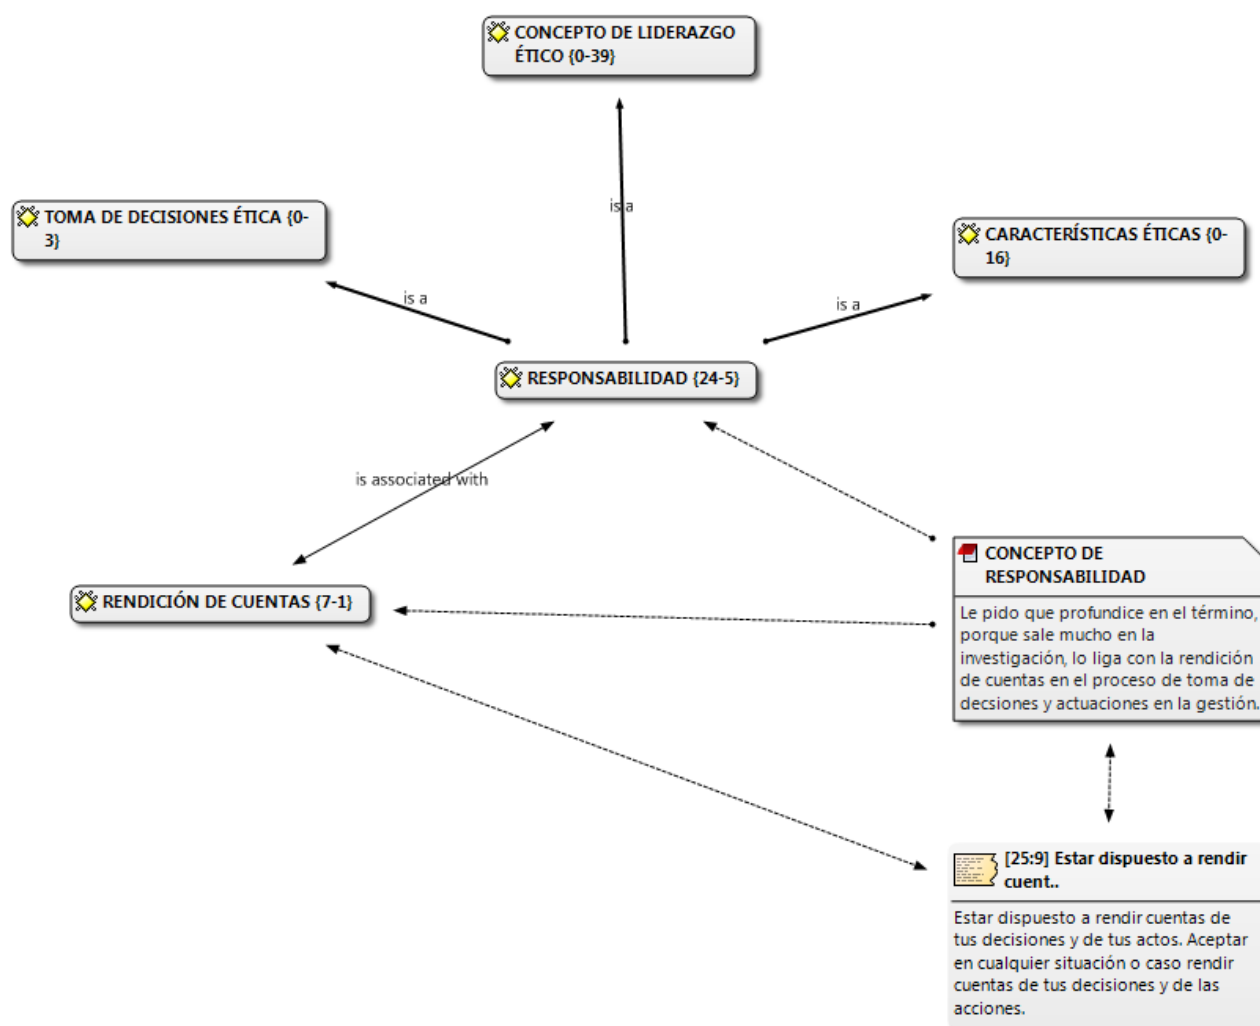 CONCEPTO DE LIDERAZGO
ÉTICO {0-39}
is a
TOMA DE DECISIONES ÉTICA {0-
3}
CARACTERÍSTICAS ÉTICAS {0-
16}
is a
is a
RESPONSABILIDAD {24-5}
is associated with
RENDICIÓN DE CUENTAS {7-1}
CONCEPTO DE
RESPONSABILIDAD
Le pido que profundice en el término,
porque sale mucho en la
investigación, lo liga con la rendición
de cuentas en el proceso de toma de
decsiones y actuaciones en la gestión.
[25:9] Estar dispuesto a rendir
cuent..
Estar dispuesto a rendir cuentas de
tus decisiones y de tus actos. Aceptar
en cualquier situación o caso rendir
cuentas de tus decisiones y de las
acciones.